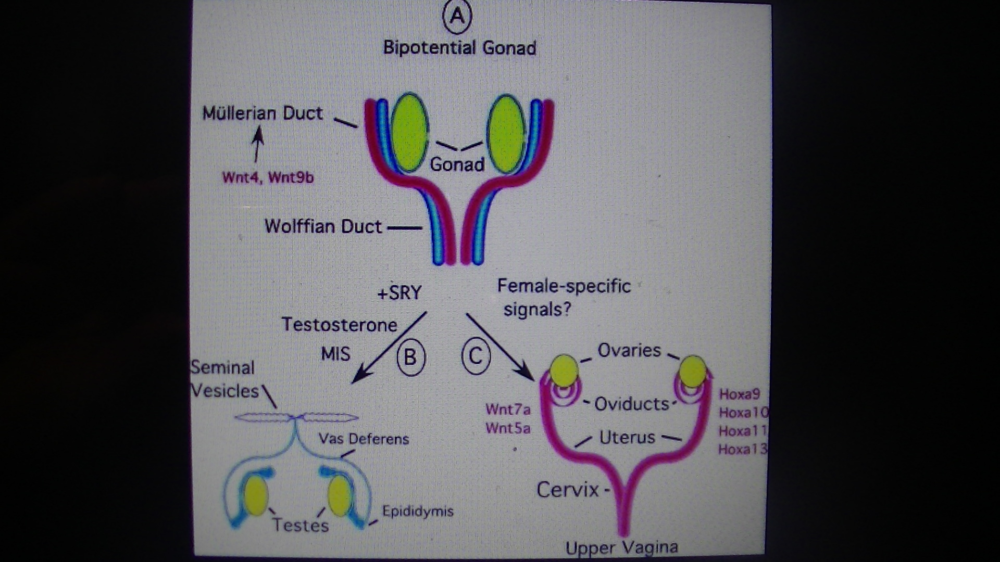 A
Bipotential Gonad
Müllerian Duct
Gonad
Wnt4, Wnt9b
Wolffian Duct
+SRY
Female-specific
signals?
Testosterone
MIS
B
C
Seminal
Vesicles
Vas Deferens
Testes
Epididymis
Ovaries
Oviducts
Wnt7a
Wnt5a
Hoxa9
Hoxa10
Hoxa11
Hoxa13
Uterus
Cervix
Upper Vagina